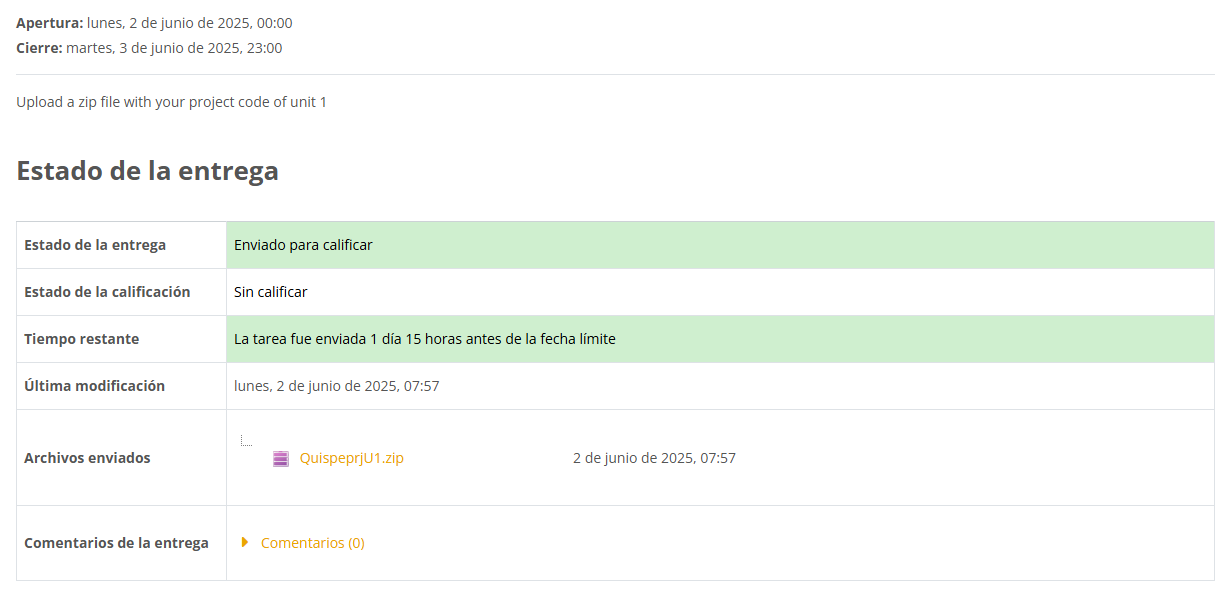 Apertura: lunes, 2 de junio de 2025, 00:00
Cierre: martes, 3 de junio de 2025, 23:00
Upload a zip file with your project code of unit 1
Estado de la entrega
Estado de la entrega Enviado para calificar
Estado de la calificación Sin calificar
Tiempo restante La tarea fue enviada 1 día 15 horas antes de la fecha límite
Última modificación lunes, 2 de junio de 2025, 07:57
Archivos enviados QuispeprjU1.zip 2 de junio de 2025, 07:57
Comentarios de la entrega Comentarios (0)